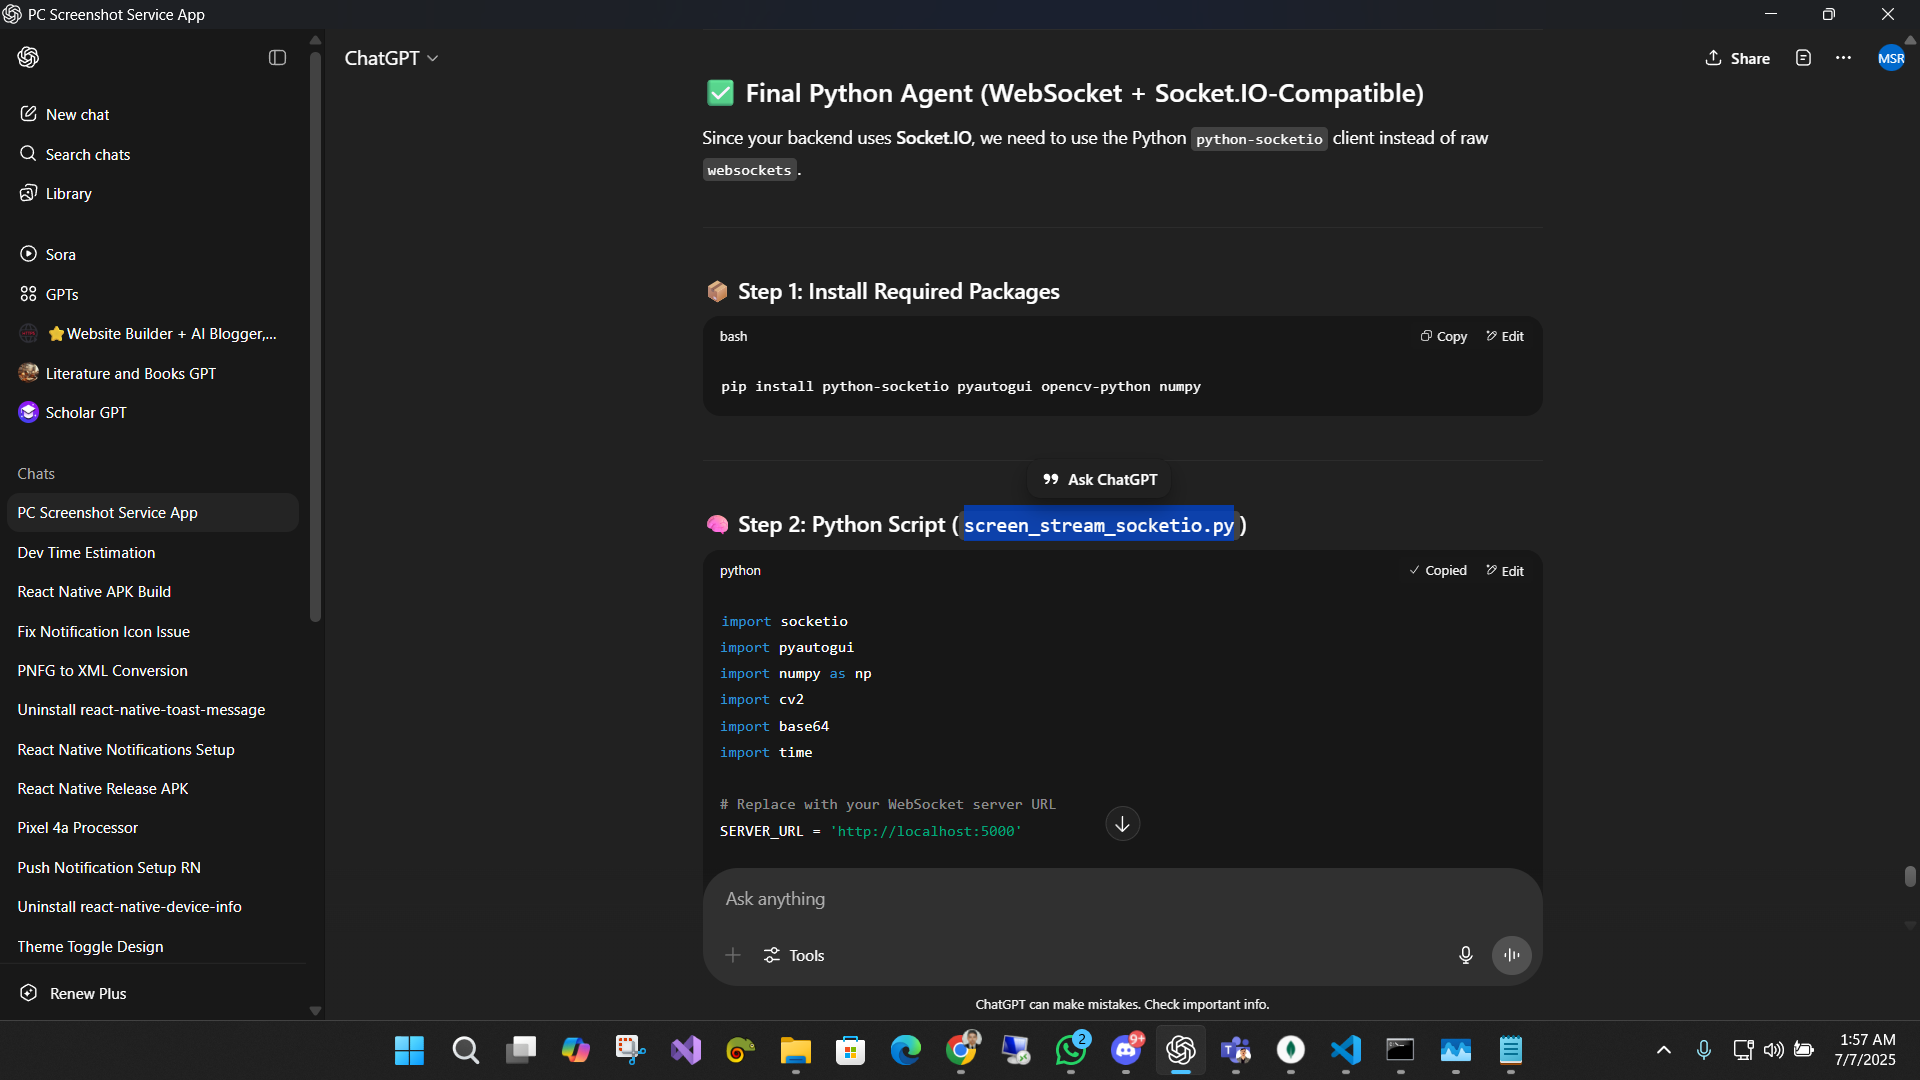 PC Screenshot Service App
New chat
Search chats
Library
Sora
GPTs
⭐Website Builder + AI Blogger,...
Literature and Books GPT
Scholar GPT
Chats
PC Screenshot Service App
Dev Time Estimation
React Native APK Build
Fix Notification Icon Issue
PNFG to XML Conversion
Uninstall react-native-toast-message
React Native Notifications Setup
React Native Release APK
Pixel 4a Processor
Push Notification Setup RN
Uninstall react-native-device-info
Theme Toggle Design
Renew Plus
ChatGPT
Share
MSR
✅ Final Python Agent (WebSocket + Socket.IO-Compatible)
Since your backend uses Socket.IO, we need to use the Python python-socketio client instead of raw
websockets.
📦 Step 1: Install Required Packages
bash
Copy
Edit
pip install python-socketio pyautogui opencv-python numpy
Ask ChatGPT
🧠 Step 2: Python Script (screen_stream_socketio.py)
python
Copied
Edit
import socketio
import pyautogui
import numpy as np
import cv2
import base64
import time
# Replace with your WebSocket server URL
SERVER_URL = 'http://localhost:5000'
Ask anything
Tools
ChatGPT can make mistakes. Check important info.
2
9+
1:57 AM
7/7/2025